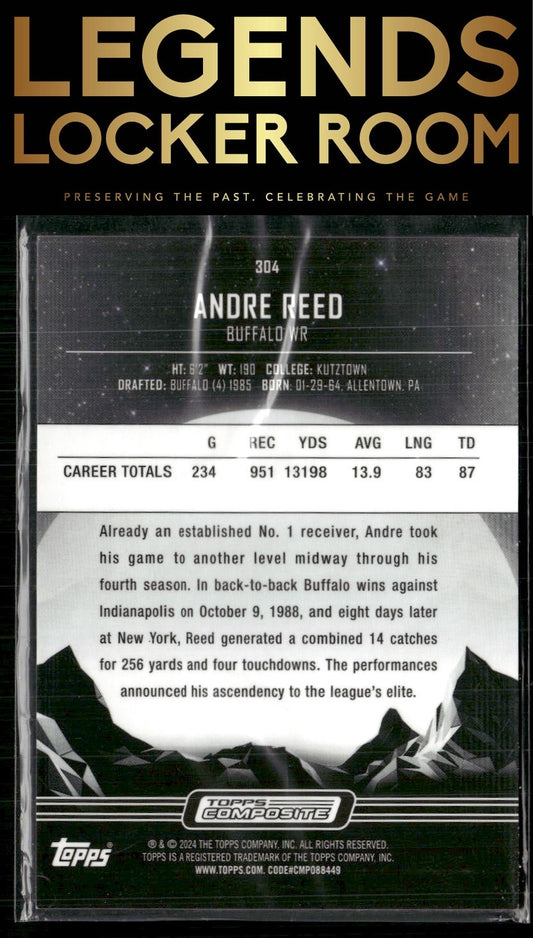 LEGENDS
LOCKER ROOM
PRESERVING THE PAST. CELEBRATING THE GAME
304
ANDRE REED
BUFFALO WR
HT: 6'2" WT: 190 COLLEGE: KUTZTOWN
DRAFTED: BUFFALO (4) 1985 BORN: 01-29-64, ALLENTOWN, PA
G REC YDS AVG LNG TD
CAREER TOTALS 234 951 13198 13.9 83 87
Already an established No. 1 receiver, Andre took
his game to another level midway through his
fourth season. In back-to-back Buffalo wins against
Indianapolis on October 9, 1988, and eight days later
at New York, Reed generated a combined 14 catches
for 256 yards and four touchdowns. The performances
announced his ascendency to the league's elite.
TOPPS
COMPOSITE
topps
® & © 2024 THE TOPPS COMPANY, INC. ALL RIGHTS RESERVED.
TOPPS IS A REGISTERED TRADEMARK OF THE TOPPS COMPANY, INC.
WWW.TOPPS.COM. CODE#CMP088449